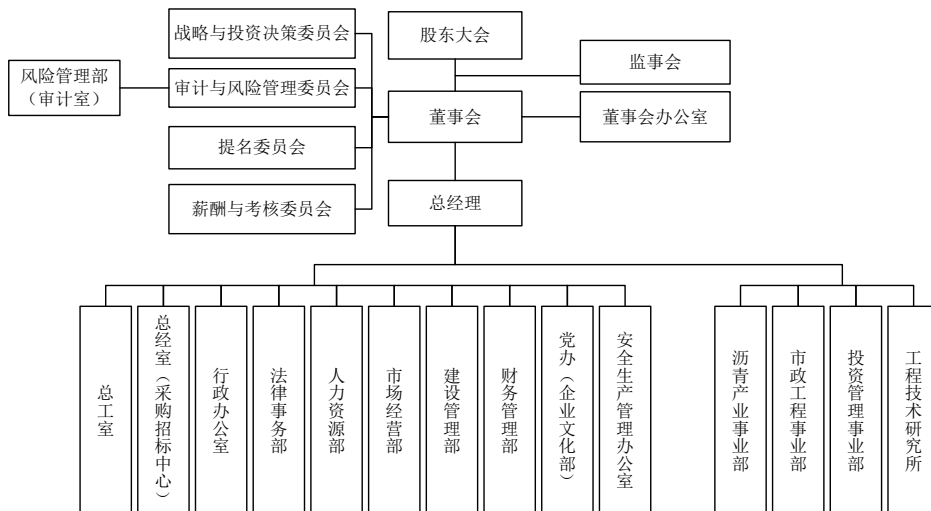 战略与投资决策委员会
股东大会
监事会
风险管理部
（审计室）
审计与风险管理委员会
董事会
董事会办公室
提名委员会
薪酬与考核委员会
总经理
总工室
总经室（采购招标中心）
行政办公室
法律事务部
人力资源部
市场经营部
建设管理部
财务管理部
党办（企业文化部）
安全生产管理办公室
沥青产业事业部
市政工程事业部
投资管理事业部
工程技术研究所